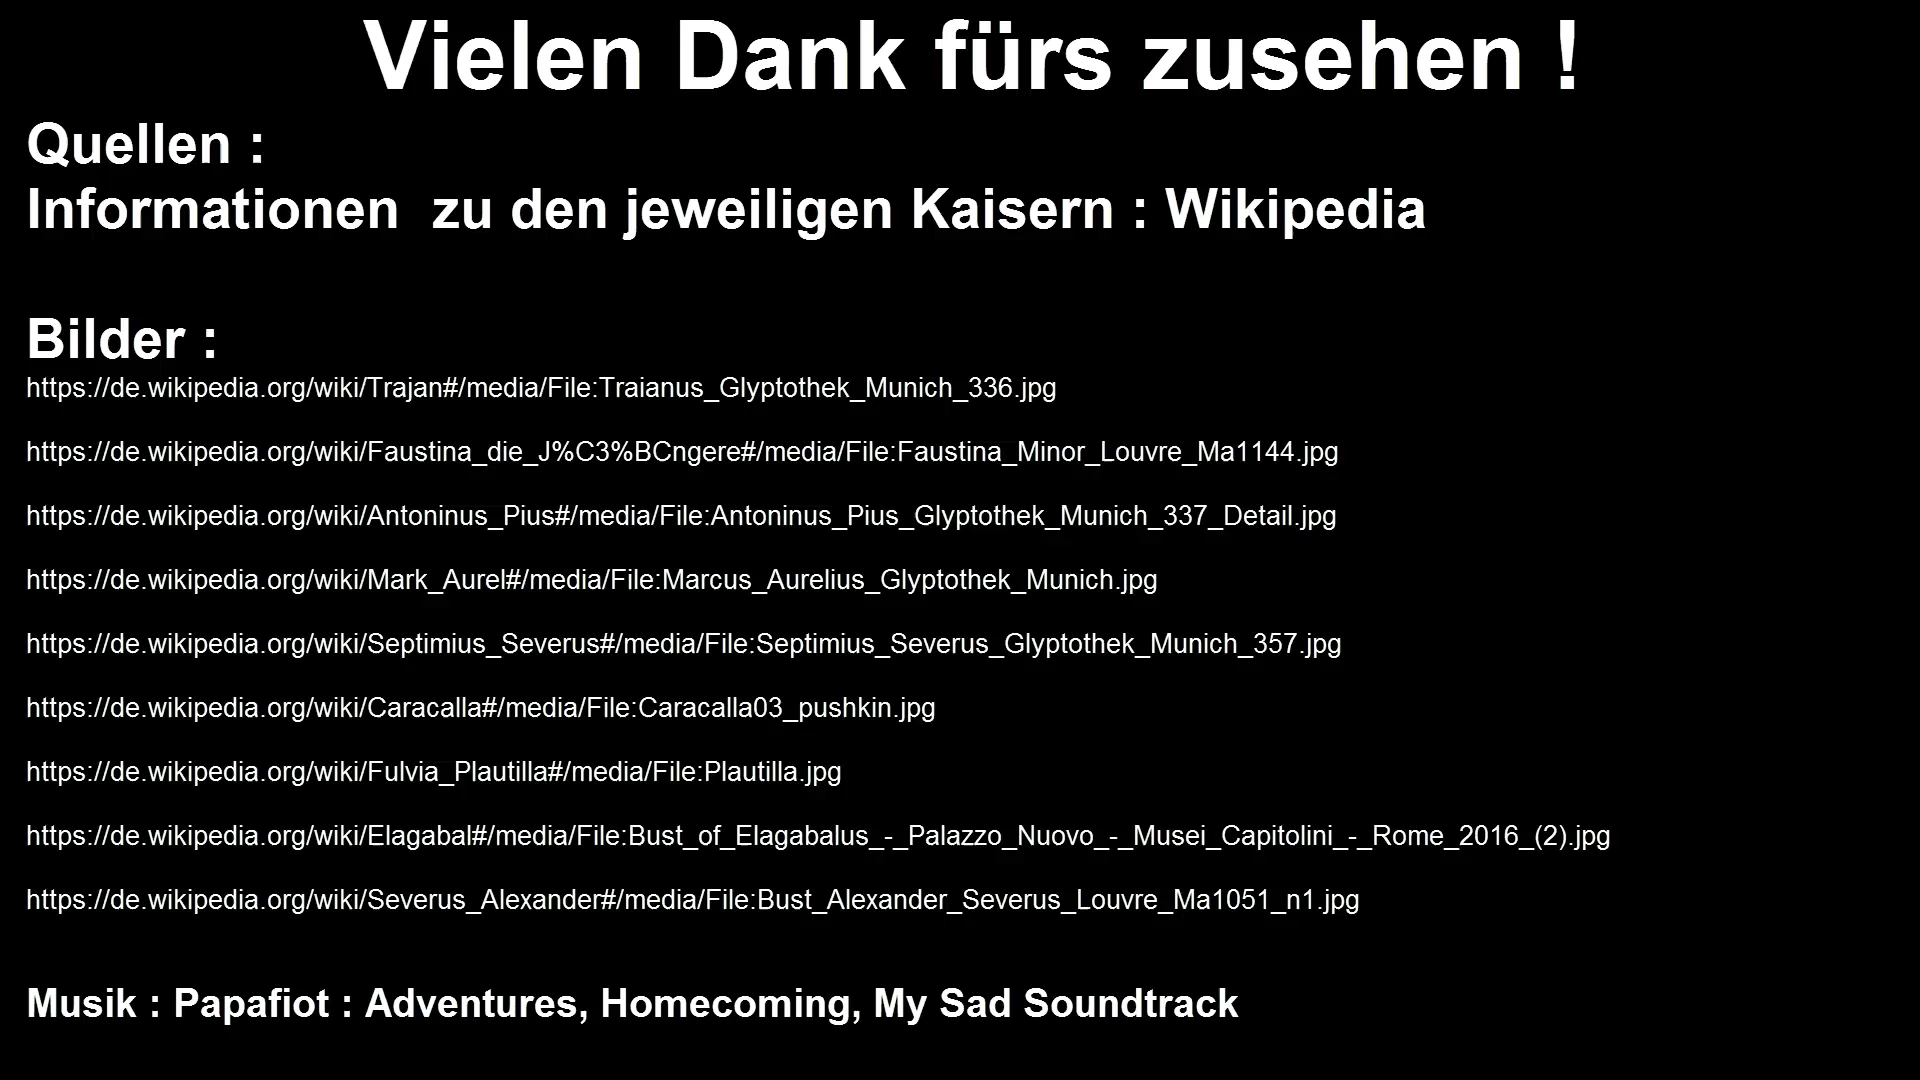 Vielen Dank fürs zusehen !
Quellen :
Informationen  zu den jeweiligen Kaisern : Wikipedia
Bilder :
https://de.wikipedia.org/wiki/Trajan#/media/File:Traianus_Glyptothek_Munich_336.jpg
https://de.wikipedia.org/wiki/Faustina_die_J%C3%BCngere#/media/File:Faustina_Minor_Louvre_Ma1144.jpg
https://de.wikipedia.org/wiki/Antoninus_Pius#/media/File:Antoninus_Pius_Glyptothek_Munich_337_Detail.jpg
https://de.wikipedia.org/wiki/Mark_Aurel#/media/File:Marcus_Aurelius_Glyptothek_Munich.jpg
https://de.wikipedia.org/wiki/Septimius_Severus#/media/File:Septimius_Severus_Glyptothek_Munich_357.jpg
https://de.wikipedia.org/wiki/Caracalla#/media/File:Caracalla03_pushkin.jpg
https://de.wikipedia.org/wiki/Fulvia_Plautilla#/media/File:Plautilla.jpg
https://de.wikipedia.org/wiki/Elagabal#/media/File:Bust_of_Elagabalus_-_Palazzo_Nuovo_-_Musei_Capitolini_-_Rome_2016_(2).jpg
https://de.wikipedia.org/wiki/Severus_Alexander#/media/File:Bust_Alexander_Severus_Louvre_Ma1051_n1.jpg
Musik : Papafiot : Adventures, Homecoming, My Sad Soundtrack